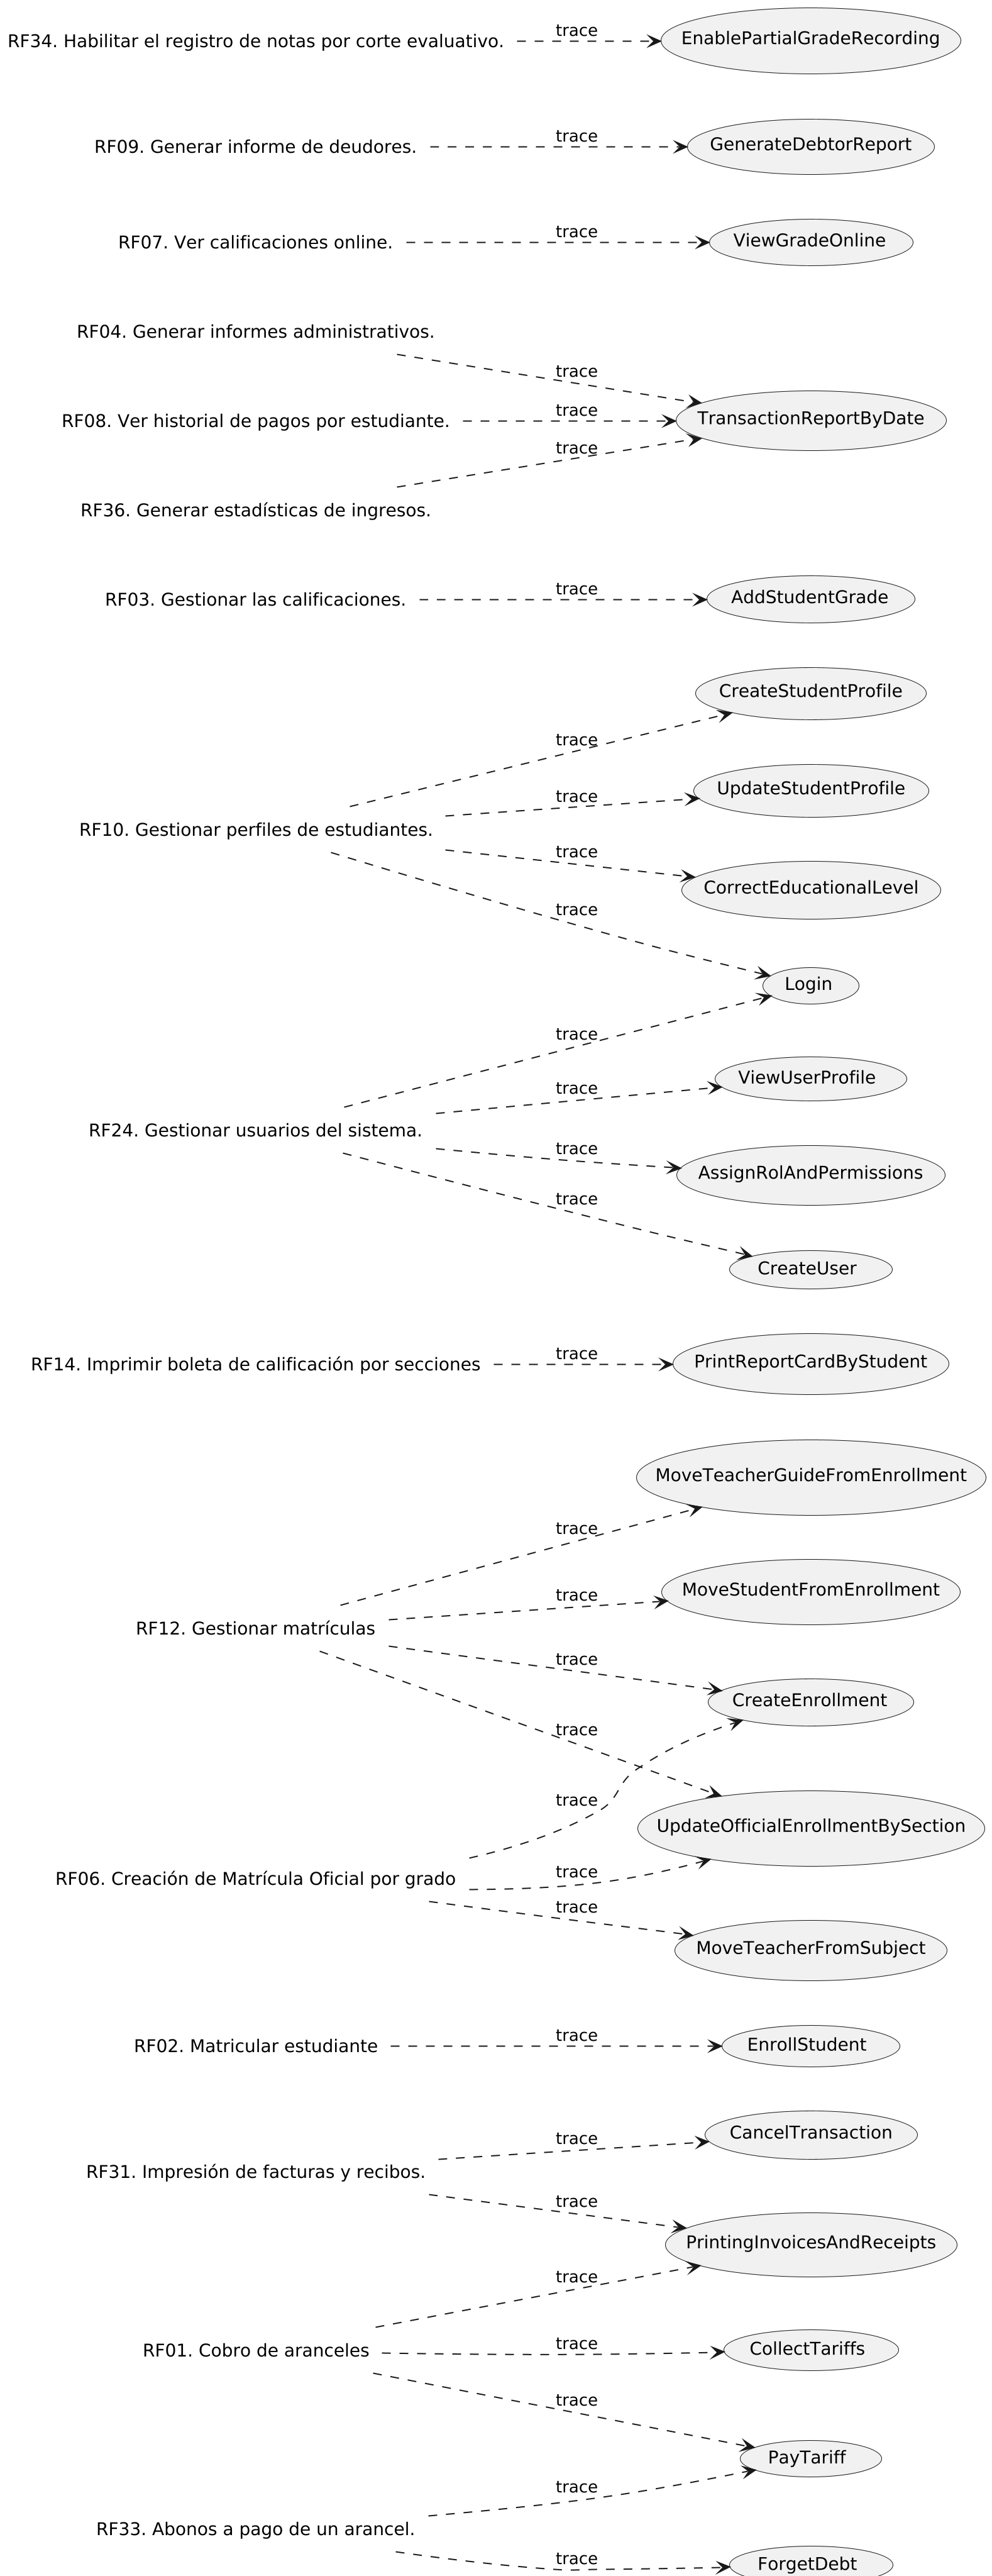 RF34. Habilitar el registro de notas por corte evaluativo.
trace
EnablePartialGradeRecording
RF09. Generar informe de deudores.
trace
GenerateDebtorReport
RF07. Ver calificaciones online.
trace
ViewGradeOnline
RF04. Generar informes administrativos.
trace
RF08. Ver historial de pagos por estudiante.
trace
TransactionReportByDate
trace
RF36. Generar estadísticas de ingresos.
RF03. Gestionar las calificaciones.
trace
AddStudentGrade
CreateStudentProfile
trace
UpdateStudentProfile
trace
RF10. Gestionar perfiles de estudiantes.
trace
CorrectEducationalLevel
trace
Login
trace
ViewUserProfile
trace
RF24. Gestionar usuarios del sistema.
trace
AssignRolAndPermissions
trace
CreateUser
RF14. Imprimir boleta de calificación por secciones
trace
PrintReportCardByStudent
MoveTeacherGuideFromEnrollment
trace
MoveStudentFromEnrollment
trace
RF12. Gestionar matrículas
trace
CreateEnrollment
trace
trace
UpdateOfficialEnrollmentBySection
trace
RF06. Creación de Matrícula Oficial por grado
trace
MoveTeacherFromSubject
RF02. Matricular estudiante
trace
EnrollStudent
CancelTransaction
trace
RF31. Impresión de facturas y recibos.
trace
PrintingInvoicesAndReceipts
trace
RF01. Cobro de aranceles
trace
CollectTariffs
trace
PayTariff
trace
RF33. Abonos a pago de un arancel.
trace
ForgetDebt